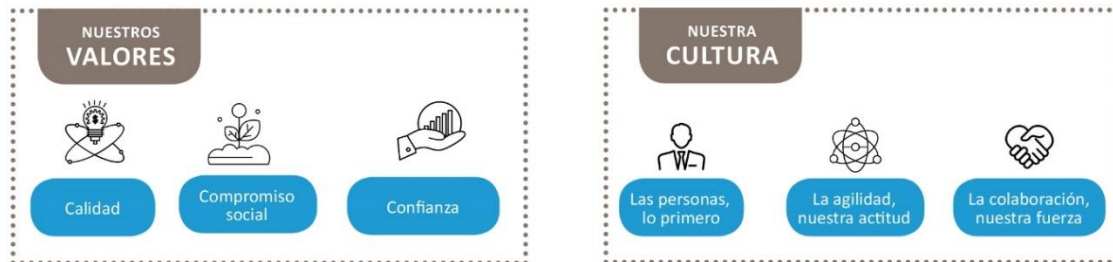 NUESTROS
VALORES
Calidad
Compromiso
social
Confianza
NUESTRA
CULTURA
Las personas,
lo primero
La agilidad,
nuestra actitud
La colaboración,
nuestra fuerza